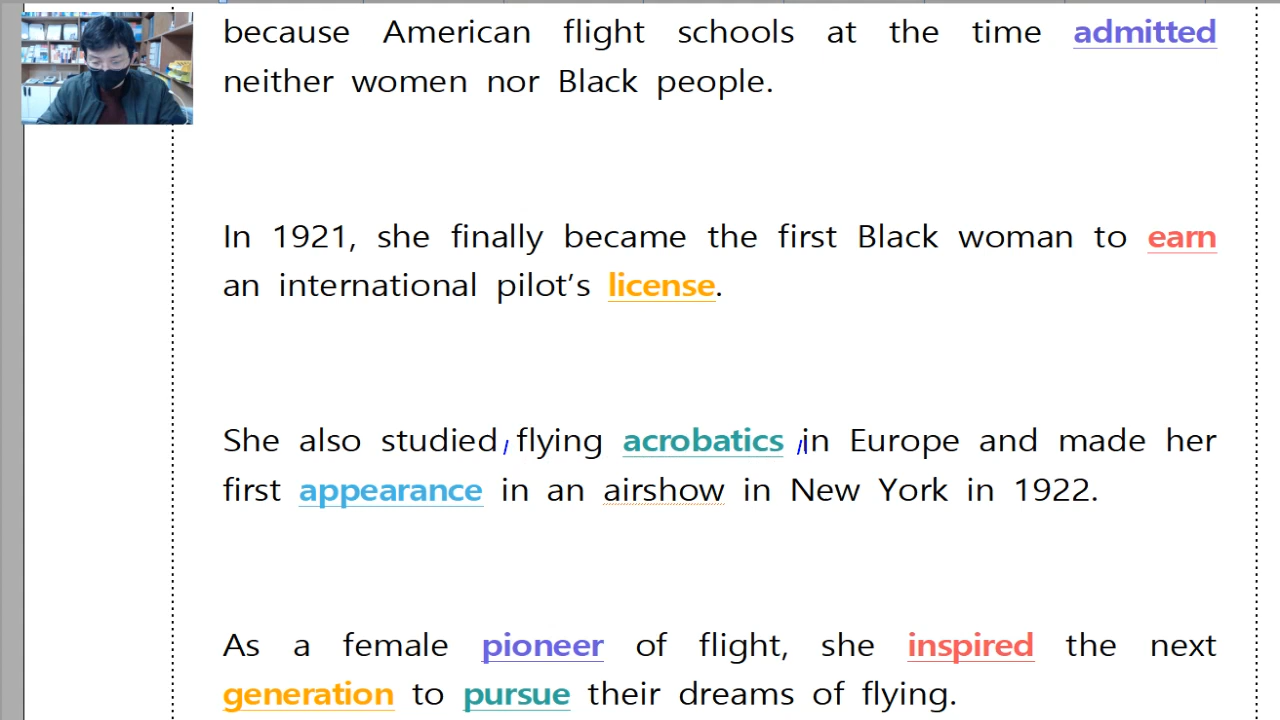 because American flight schools at the time admitted
neither women nor Black people.
In 1921, she finally became the first Black woman to earn
an international pilot’s license.
She also studied flying acrobatics in Europe and made her
first appearance in an airshow in New York in 1922.
As a female pioneer of flight, she inspired the next
generation to pursue their dreams of flying.